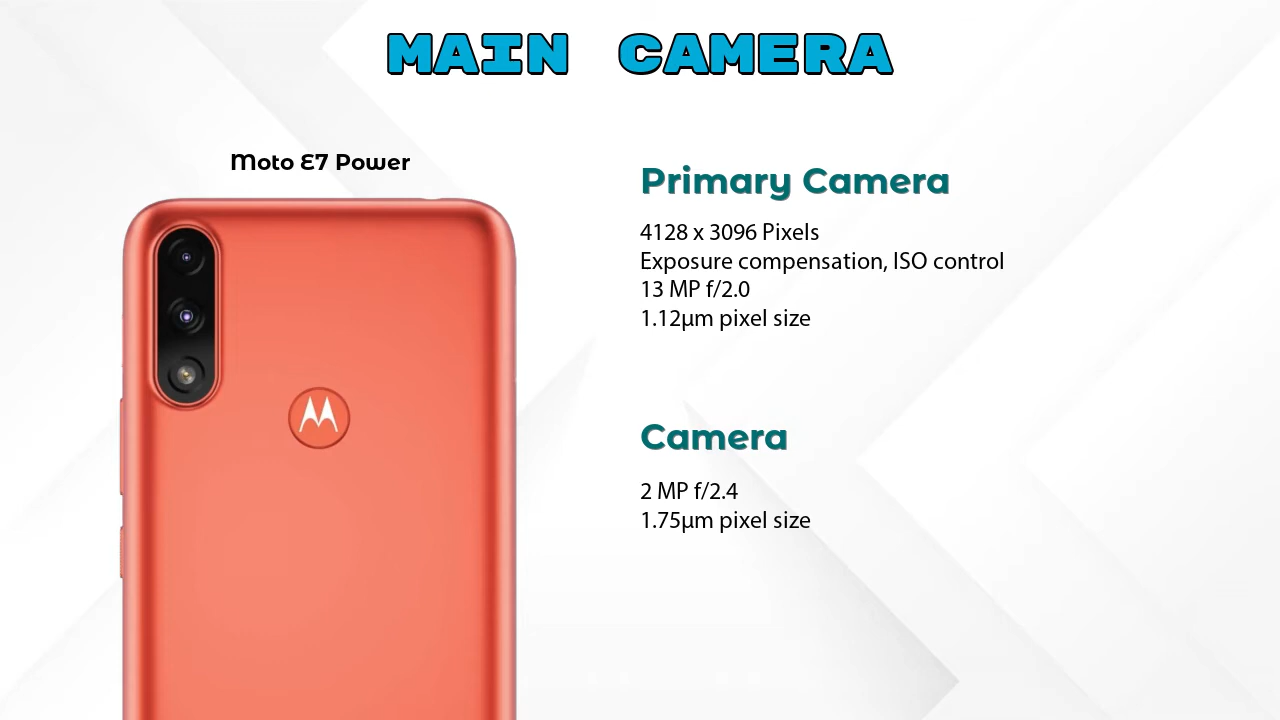 MAIN CAMERA
Moto E7 Power
Primary Camera
4128 x 3096 Pixels
Exposure compensation, ISO control
13 MP f/2.0
1.12µm pixel size
Camera
2 MP f/2.4
1.75µm pixel size